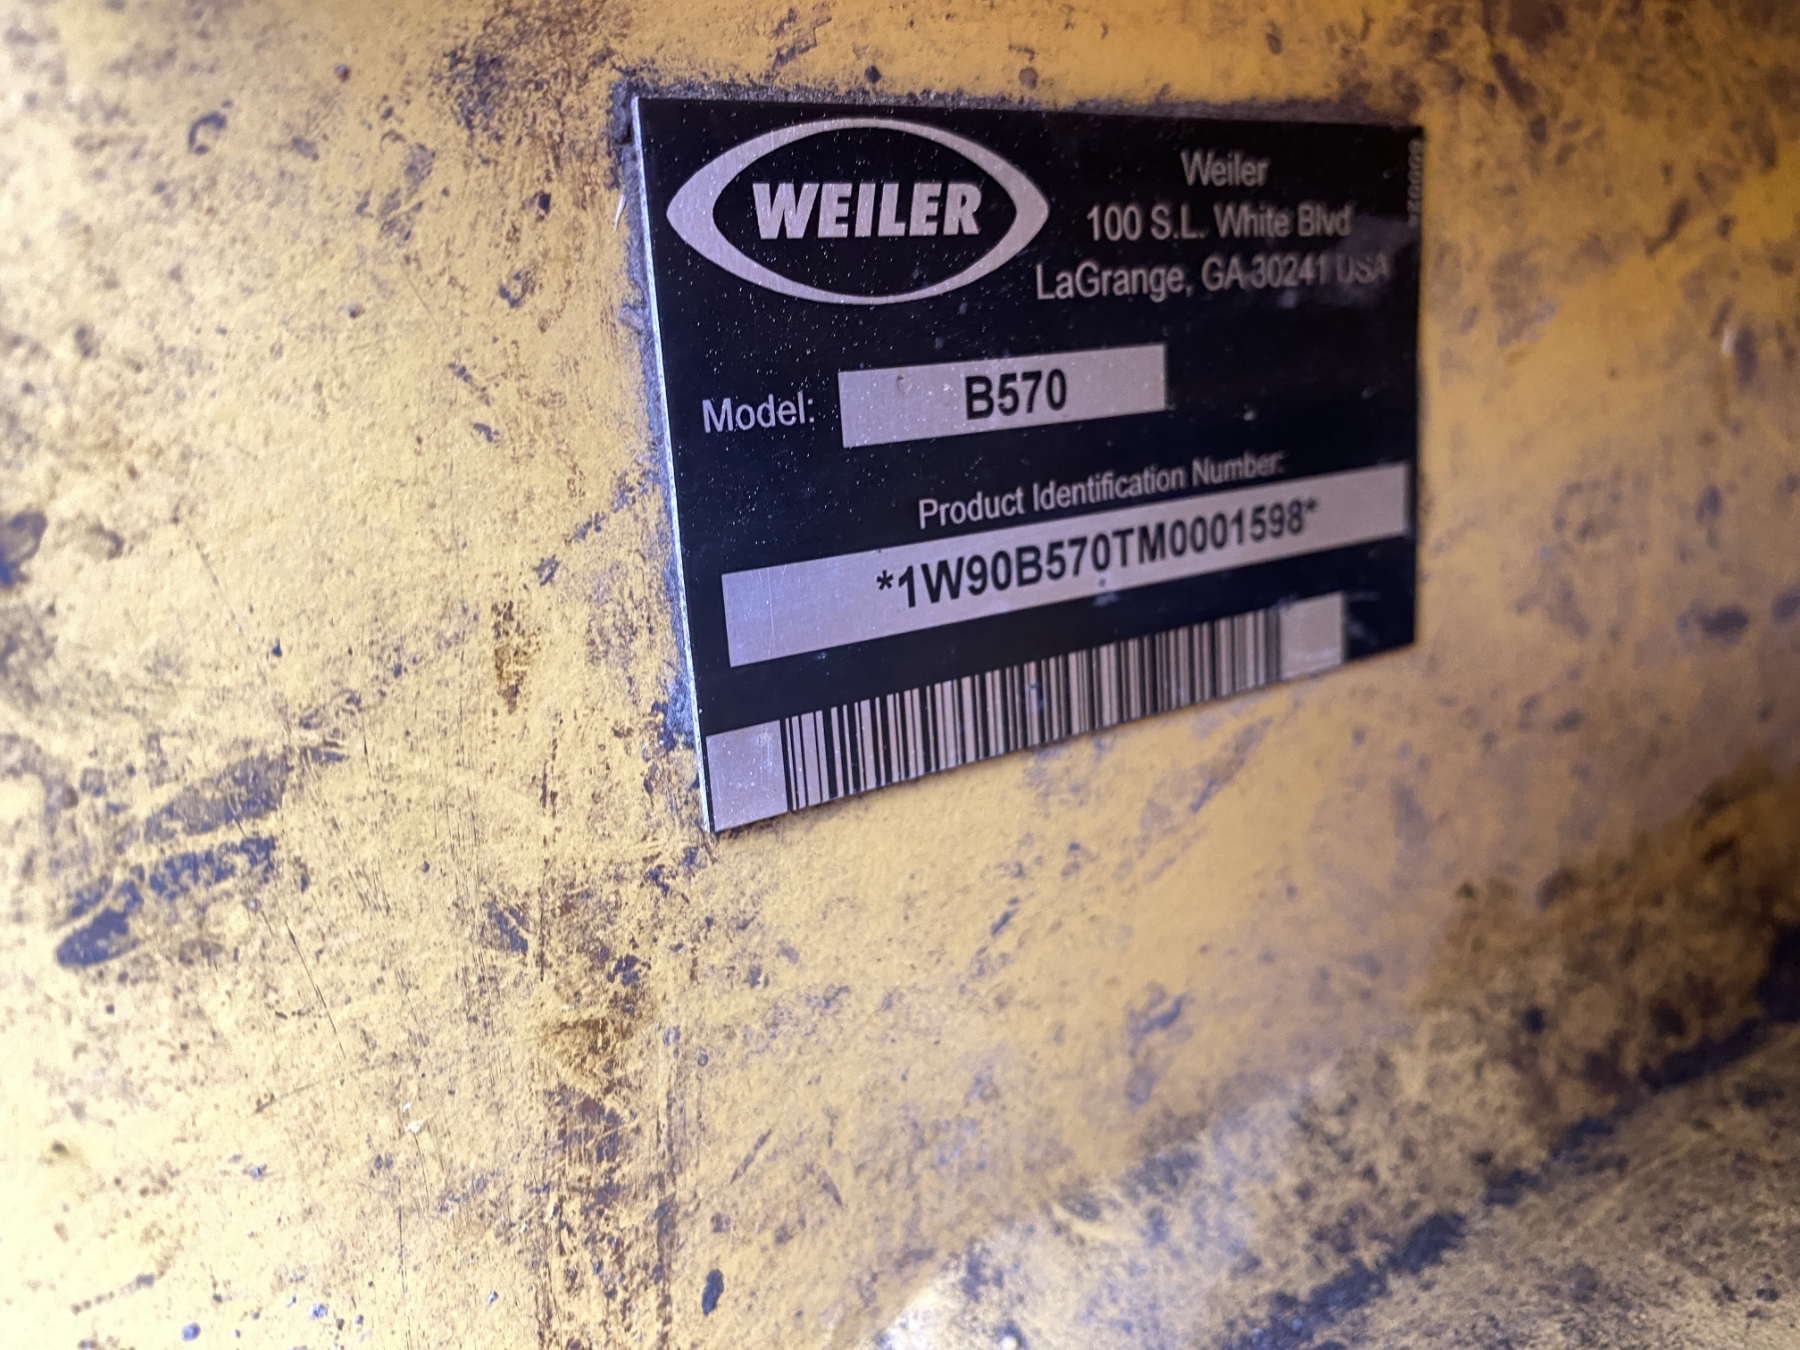 WEILER
Weiler
100 S.L. White Blvd
LaGrange, GA 30241 USA
Model: B570
Product Identification Number:
*1W90B570TM0001598*